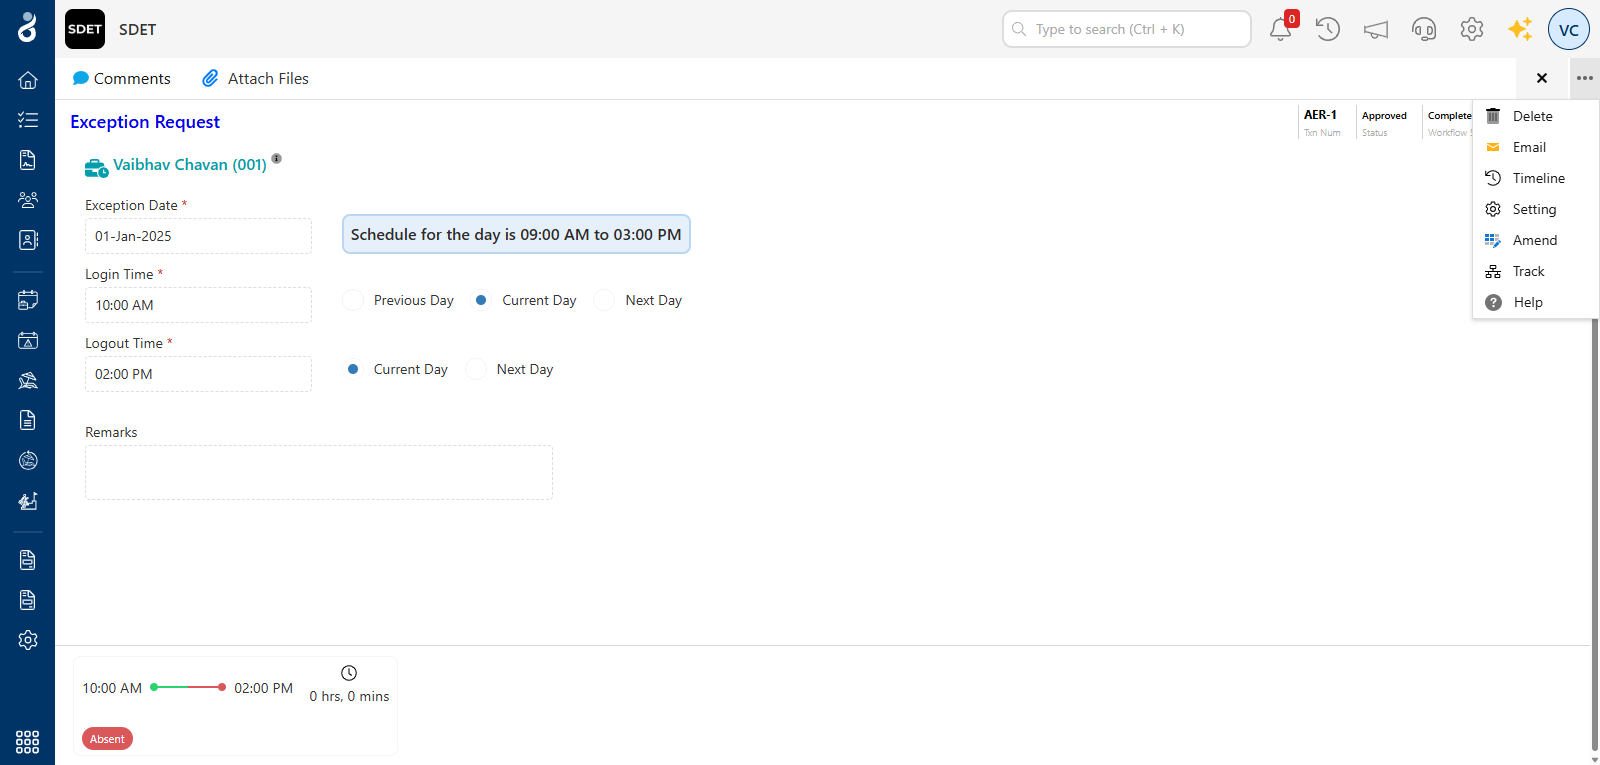 SDET SDET Type to search (Ctrl + K) 0 VC
Comments Attach Files
Exception Request
AER-1 Approved Complete
Txn Num Status Workflow S
Delete
Email
Timeline
Setting
Amend
Track
Help
Vaibhav Chavan (001)
Exception Date *
01-Jan-2025 Schedule for the day is 09:00 AM to 03:00 PM
Login Time *
10:00 AM Previous Day Current Day Next Day
Logout Time *
02:00 PM Current Day Next Day
Remarks
10:00 AM 02:00 PM
0 hrs, 0 mins
Absent